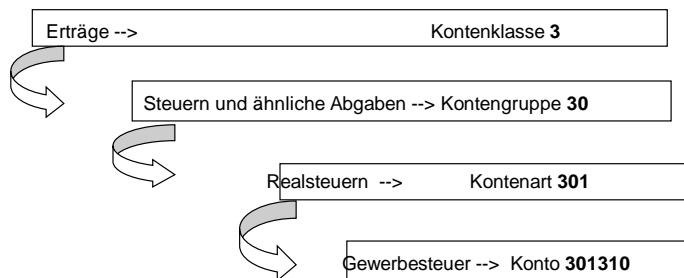 Erträge --> Kontenklasse 3
Steuern und ähnliche Abgaben --> Kontengruppe 30
Realsteuern --> Kontenart 301
Gewerbesteuer --> Konto 301310